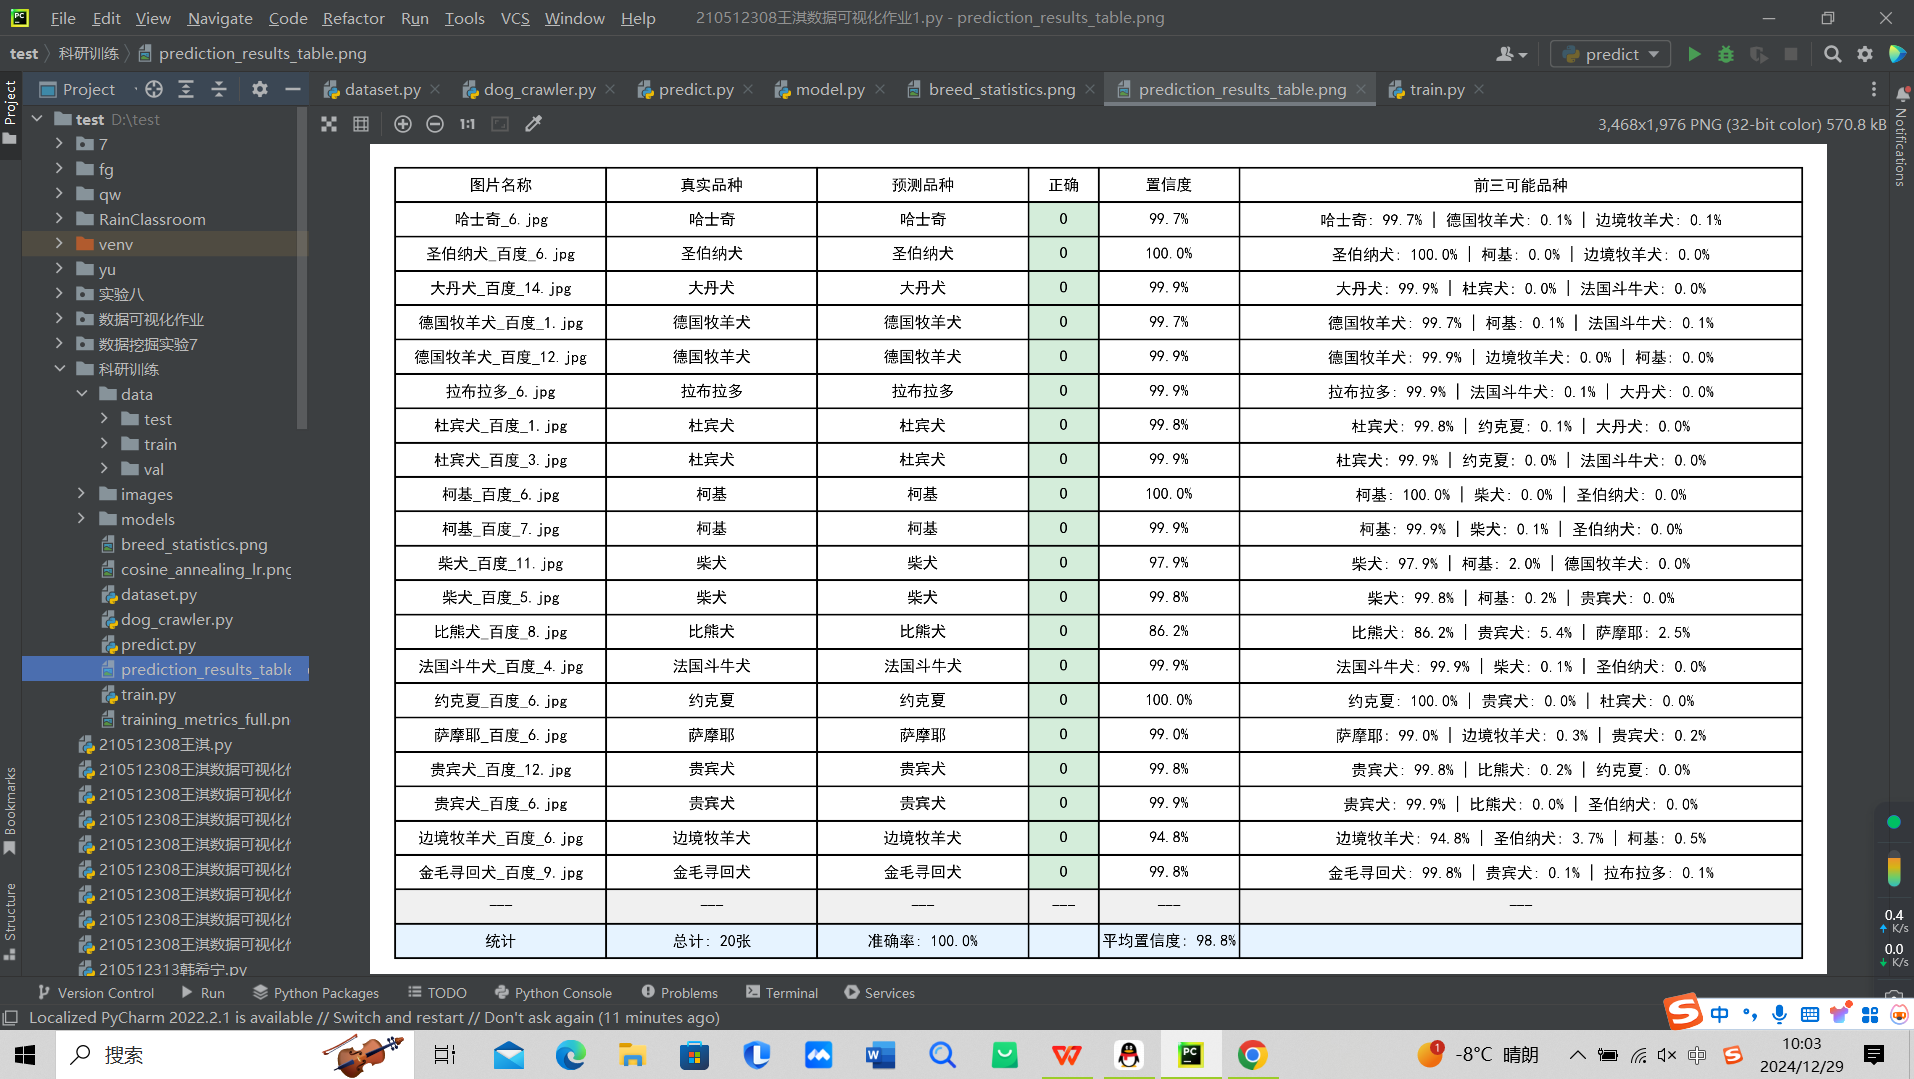 File Edit View Navigate Code Refactor Run Tools VCS Window Help 210512308王淇数据可视化作业1.py - prediction_results_table.png
test 科研训练 prediction_results_table.png predict
Project dataset.py dog_crawler.py predict.py model.py breed_statistics.png prediction_results_table.png train.py
3,468x1,976 PNG (32-bit color) 570.8 kB
Project
Notifications
Bookmarks
Structure
test D:\test
7
fg
qw
RainClassroom
venv
yu
实验八
数据可视化作业
数据挖掘实验7
科研训练
data
test
train
val
images
models
breed_statistics.png
cosine_annealing_lr.png
dataset.py
dog_crawler.py
predict.py
prediction_results_table
train.py
training_metrics_full.pn
210512308王淇.py
210512308王淇数据可视化作
210512308王淇数据可视化作
210512308王淇数据可视化作
210512308王淇数据可视化作
210512308王淇数据可视化作
210512308王淇数据可视化作
210512308王淇数据可视化作
210512308王淇数据可视化作
210512313韩希宁.py
图片名称 真实品种 预测品种 正确 置信度 前三可能品种
哈士奇_6.jpg 哈士奇 哈士奇 O 99.7% 哈士奇: 99.7% | 德国牧羊犬: 0.1% | 边境牧羊犬: 0.1%
圣伯纳犬_百度_6.jpg 圣伯纳犬 圣伯纳犬 O 100.0% 圣伯纳犬: 100.0% | 柯基: 0.0% | 边境牧羊犬: 0.0%
大丹犬_百度_14.jpg 大丹犬 大丹犬 O 99.9% 大丹犬: 99.9% | 杜宾犬: 0.0% | 法国斗牛犬: 0.0%
德国牧羊犬_百度_1.jpg 德国牧羊犬 德国牧羊犬 O 99.7% 德国牧羊犬: 99.7% | 柯基: 0.1% | 法国斗牛犬: 0.1%
德国牧羊犬_百度_12.jpg 德国牧羊犬 德国牧羊犬 O 99.9% 德国牧羊犬: 99.9% | 边境牧羊犬: 0.0% | 柯基: 0.0%
拉布拉多_6.jpg 拉布拉多 拉布拉多 O 99.9% 拉布拉多: 99.9% | 法国斗牛犬: 0.1% | 大丹犬: 0.0%
杜宾犬_百度_1.jpg 杜宾犬 杜宾犬 O 99.8% 杜宾犬: 99.8% | 约克夏: 0.1% | 大丹犬: 0.0%
杜宾犬_百度_3.jpg 杜宾犬 杜宾犬 O 99.9% 杜宾犬: 99.9% | 约克夏: 0.0% | 法国斗牛犬: 0.0%
柯基_百度_6.jpg 柯基 柯基 O 100.0% 柯基: 100.0% | 柴犬: 0.0% | 圣伯纳犬: 0.0%
柯基_百度_7.jpg 柯基 柯基 O 99.9% 柯基: 99.9% | 柴犬: 0.1% | 圣伯纳犬: 0.0%
柴犬_百度_11.jpg 柴犬 柴犬 O 97.9% 柴犬: 97.9% | 柯基: 2.0% | 德国牧羊犬: 0.0%
柴犬_百度_5.jpg 柴犬 柴犬 O 99.8% 柴犬: 99.8% | 柯基: 0.2% | 贵宾犬: 0.0%
比熊犬_百度_8.jpg 比熊犬 比熊犬 O 86.2% 比熊犬: 86.2% | 贵宾犬: 5.4% | 萨摩耶: 2.5%
法国斗牛犬_百度_4.jpg 法国斗牛犬 法国斗牛犬 O 99.9% 法国斗牛犬: 99.9% | 柴犬: 0.1% | 圣伯纳犬: 0.0%
约克夏_百度_6.jpg 约克夏 约克夏 O 100.0% 约克夏: 100.0% | 贵宾犬: 0.0% | 杜宾犬: 0.0%
萨摩耶_百度_6.jpg 萨摩耶 萨摩耶 O 99.0% 萨摩耶: 99.0% | 边境牧羊犬: 0.3% | 贵宾犬: 0.2%
贵宾犬_百度_12.jpg 贵宾犬 贵宾犬 O 99.8% 贵宾犬: 99.8% | 比熊犬: 0.2% | 约克夏: 0.0%
贵宾犬_百度_6.jpg 贵宾犬 贵宾犬 O 99.9% 贵宾犬: 99.9% | 比熊犬: 0.0% | 圣伯纳犬: 0.0%
边境牧羊犬_百度_6.jpg 边境牧羊犬 边境牧羊犬 O 94.8% 边境牧羊犬: 94.8% | 圣伯纳犬: 3.7% | 柯基: 0.5%
金毛寻回犬_百度_9.jpg 金毛寻回犬 金毛寻回犬 O 99.8% 金毛寻回犬: 99.8% | 贵宾犬: 0.1% | 拉布拉多: 0.1%
--- --- --- --- --- ---
统计 总计: 20张 准确率: 100.0% 平均置信度: 98.8%
0.4
K/s
0.0
K/s
Version Control Run Python Packages TODO Python Console Problems Terminal Services
Localized PyCharm 2022.2.1 is available // Switch and restart // Don't ask again (11 minutes ago)
中
搜索 -8°C 晴朗 中 10:03
2024/12/29